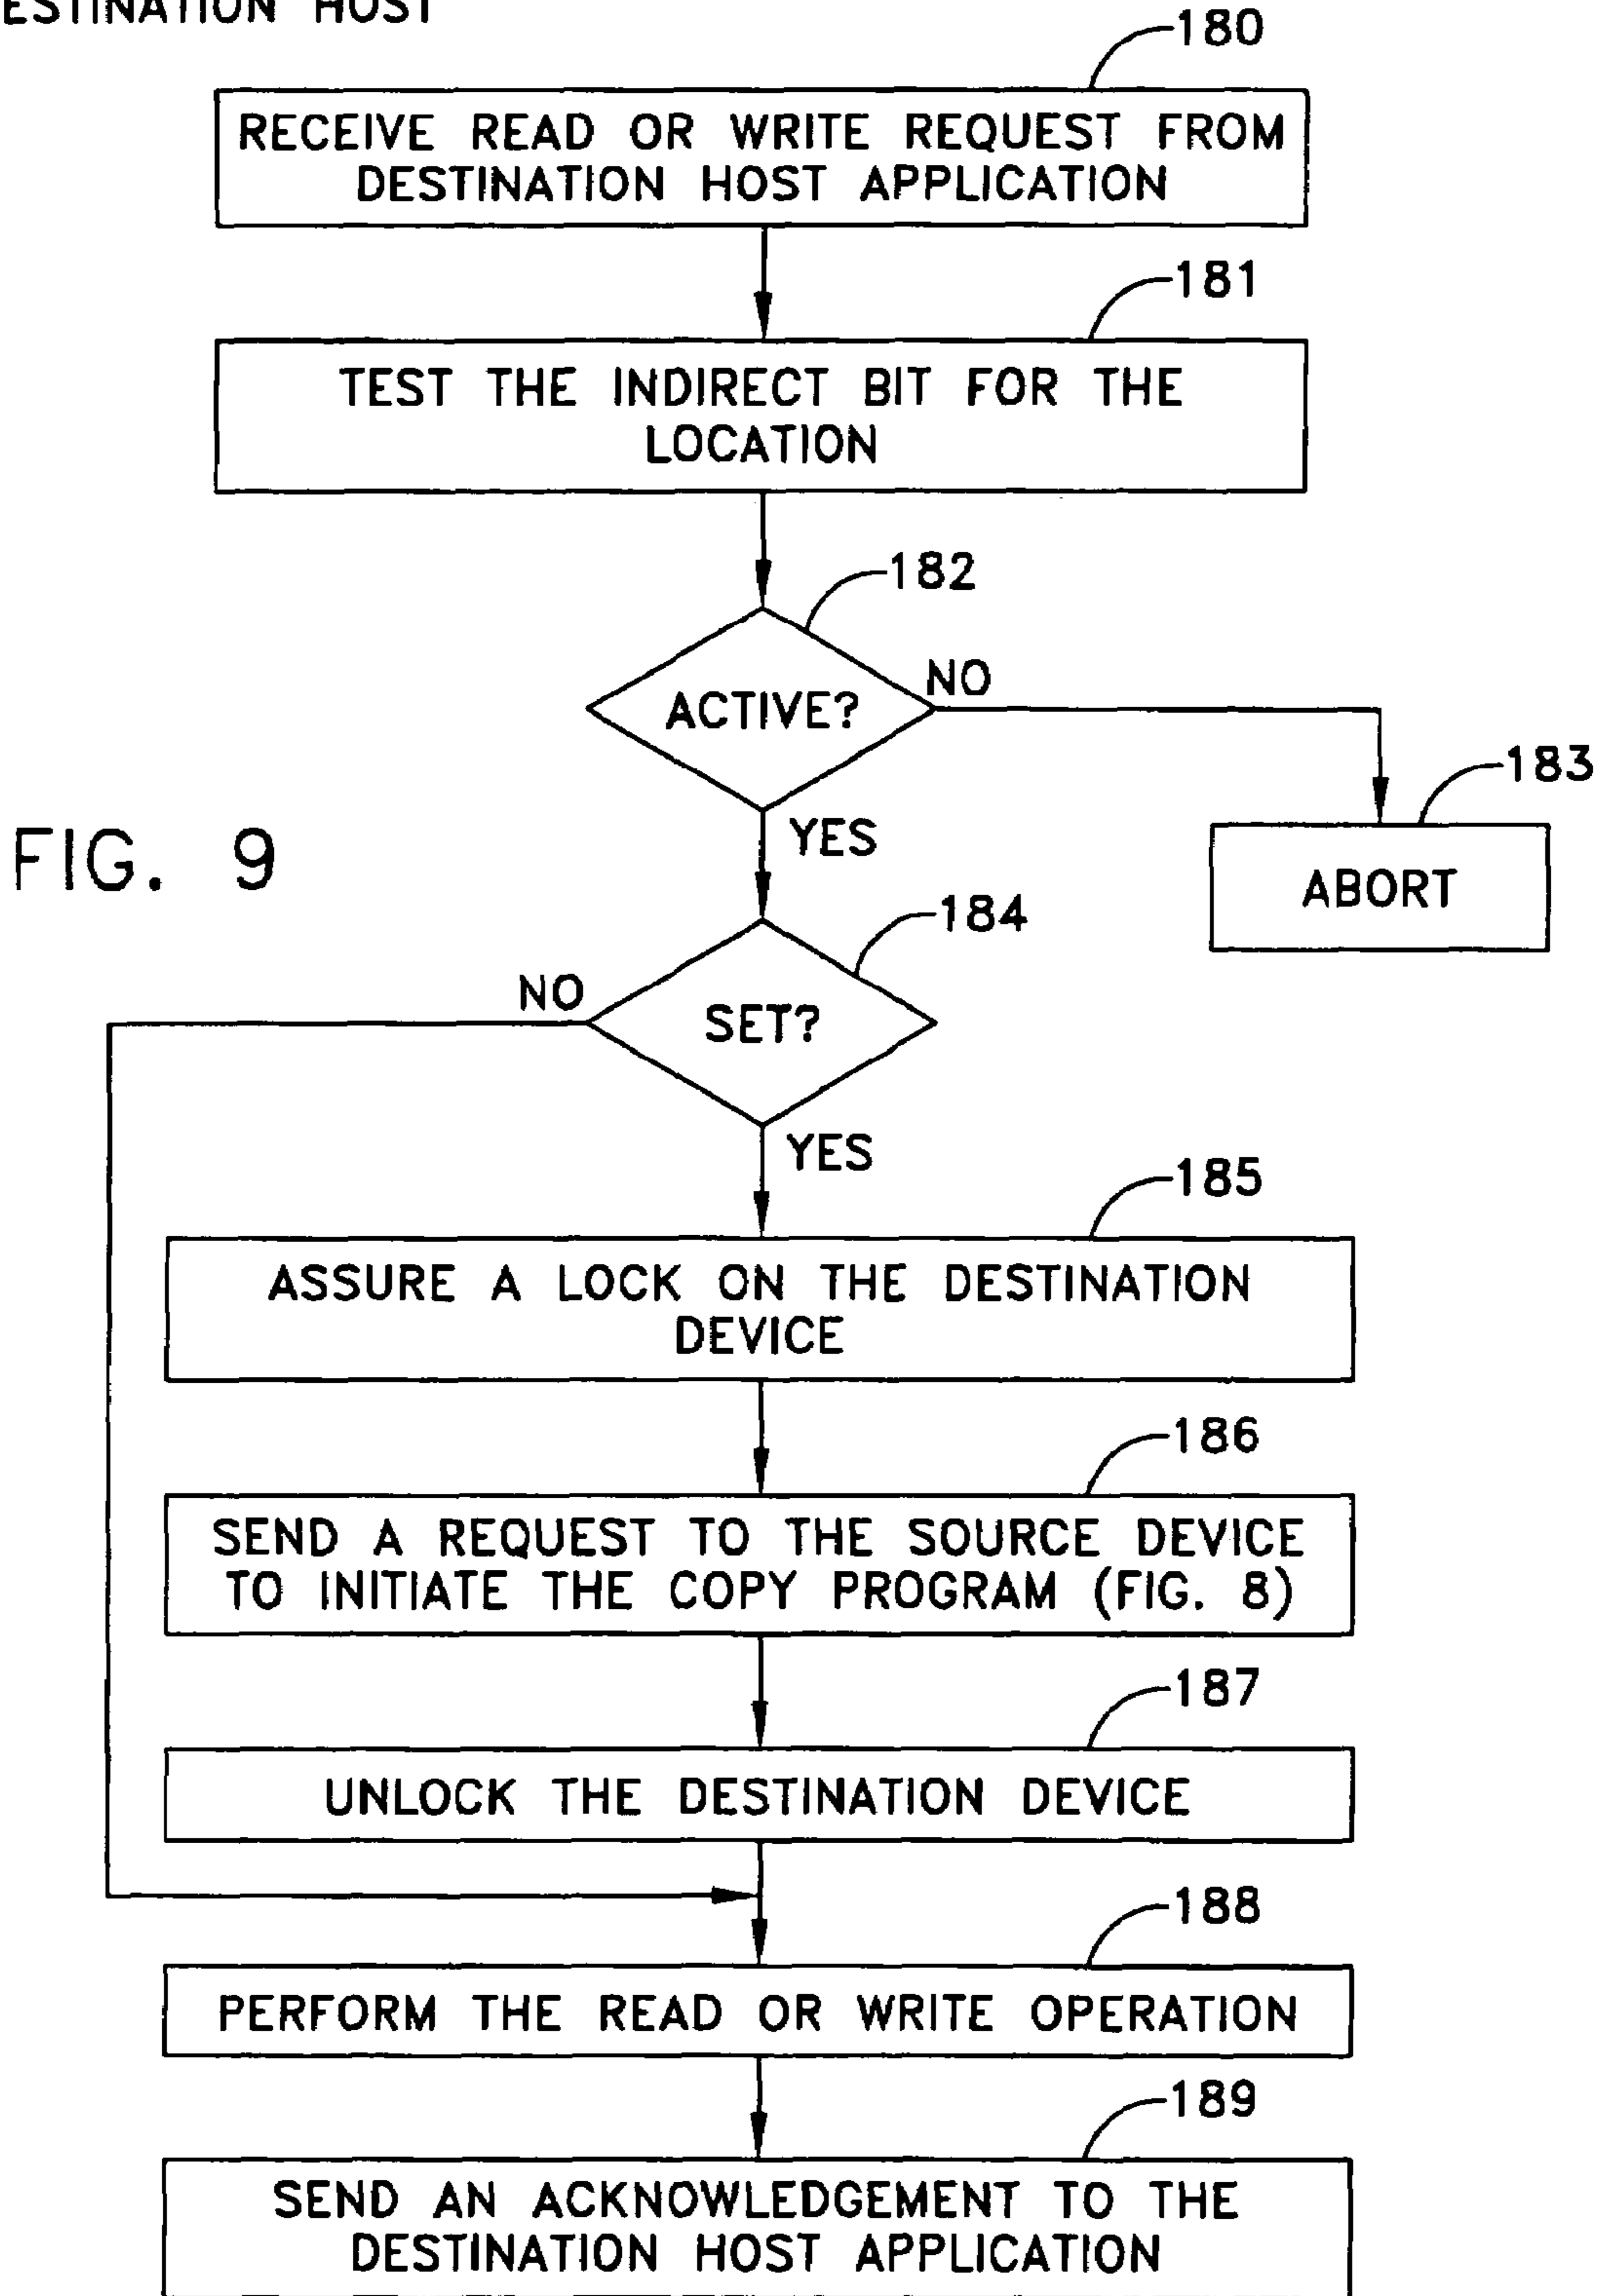 HOST
180
RECEIVE READ OR WRITE REQUEST FROM
DESTINATION HOST APPLICATION
181
TEST THE INDIRECT BIT FOR THE
LOCATION
182
ACTIVE?
NO
183
YES
ABORT
FIG. 9
184
NO
SET?
YES
185
ASSURE A LOCK ON THE DESTINATION
DEVICE
186
SEND A REQUEST TO THE SOURCE DEVICE
TO INITIATE THE COPY PROGRAM (FIG. 8)
187
UNLOCK THE DESTINATION DEVICE
188
PERFORM THE READ OR WRITE OPERATION
189
SEND AN ACKNOWLEDGEMENT TO THE
DESTINATION HOST APPLICATION